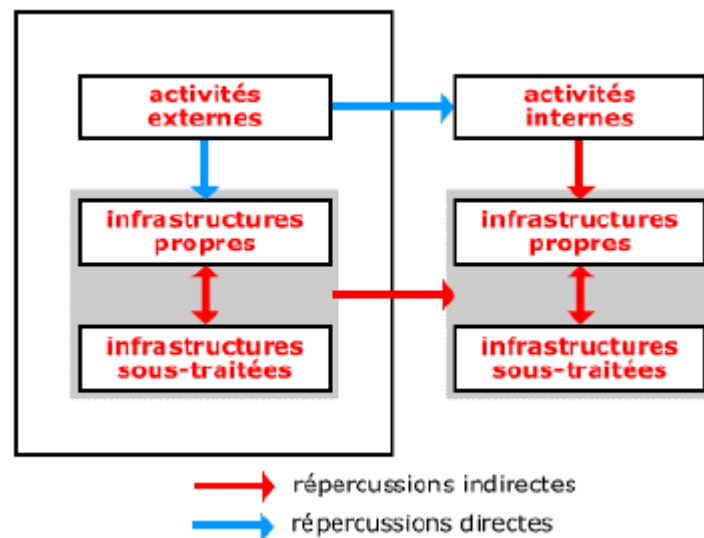 activités
externes
activités
internes
infrastructures
propres
infrastructures
propres
infrastructures
sous-traitées
infrastructures
sous-traitées
répercussions indirectes
répercussions directes